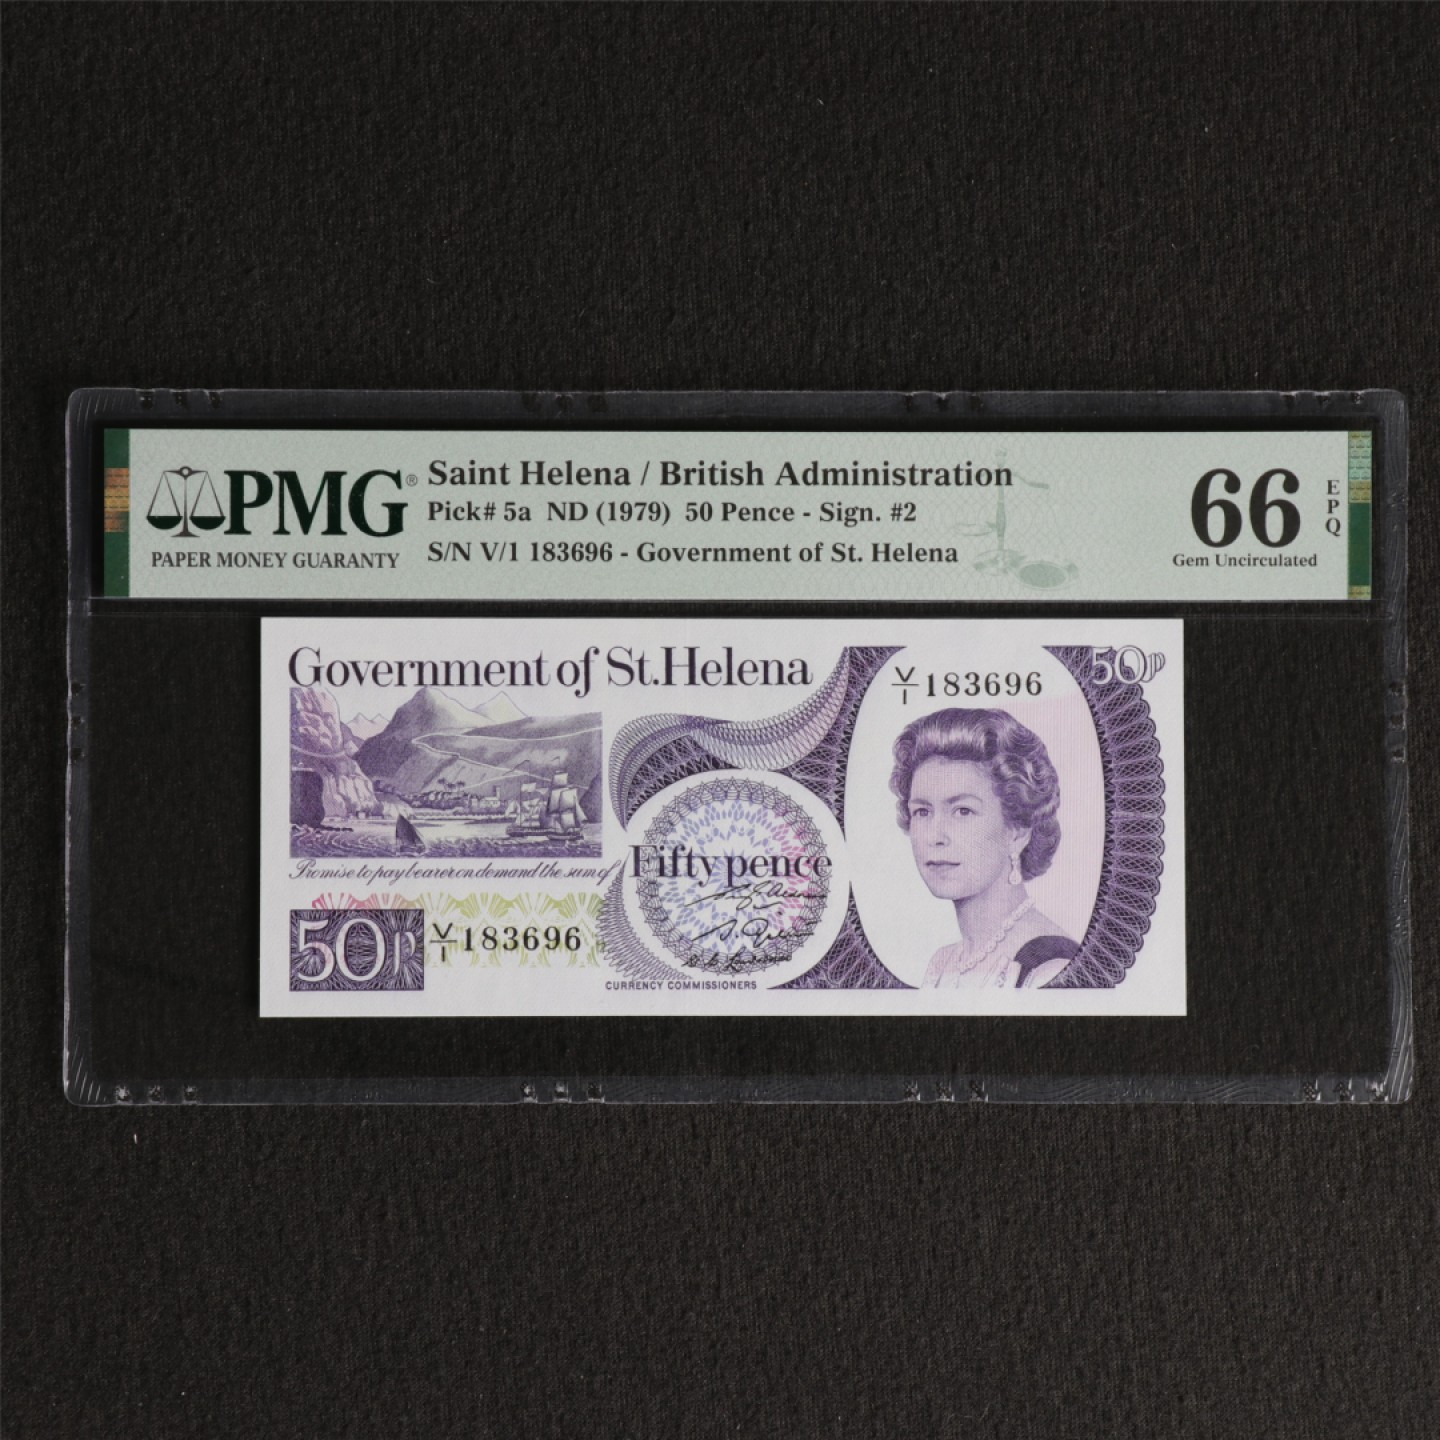 PMG®
PAPER MONEY GUARANTY
Saint Helena / British Administration
Pick# 5a ND (1979) 50 Pence - Sign. #2
S/N V/1 183696 - Government of St. Helena
66
EPQ
Gem Uncirculated
Government of St. Helena
V/1 183696
50p
Promise to pay bearer on demand the sum of
Fifty pence
50p
V/1 183696
CURRENCY COMMISSIONERS